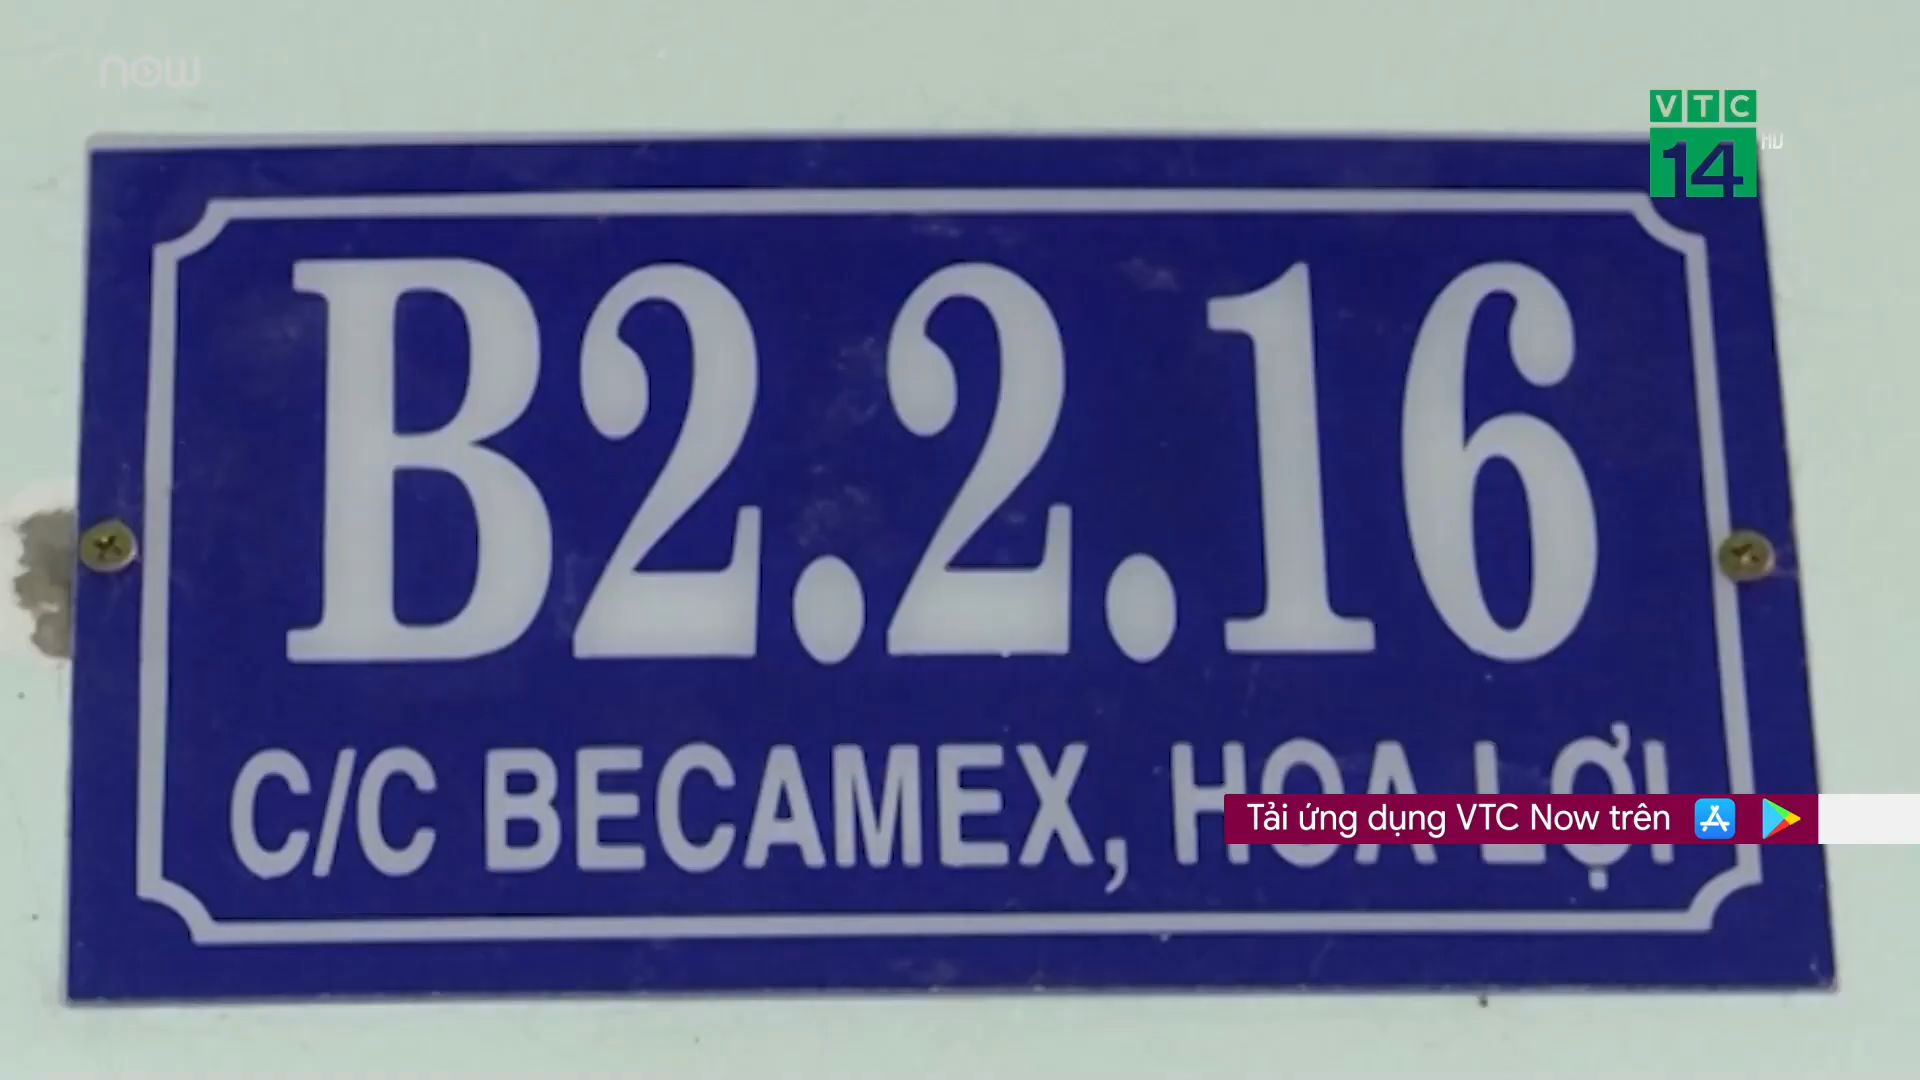 now
VTC
14
HD
B2.2.16
C/C BECAMEX, HOA LỢI
Tải ứng dụng VTC Now trên